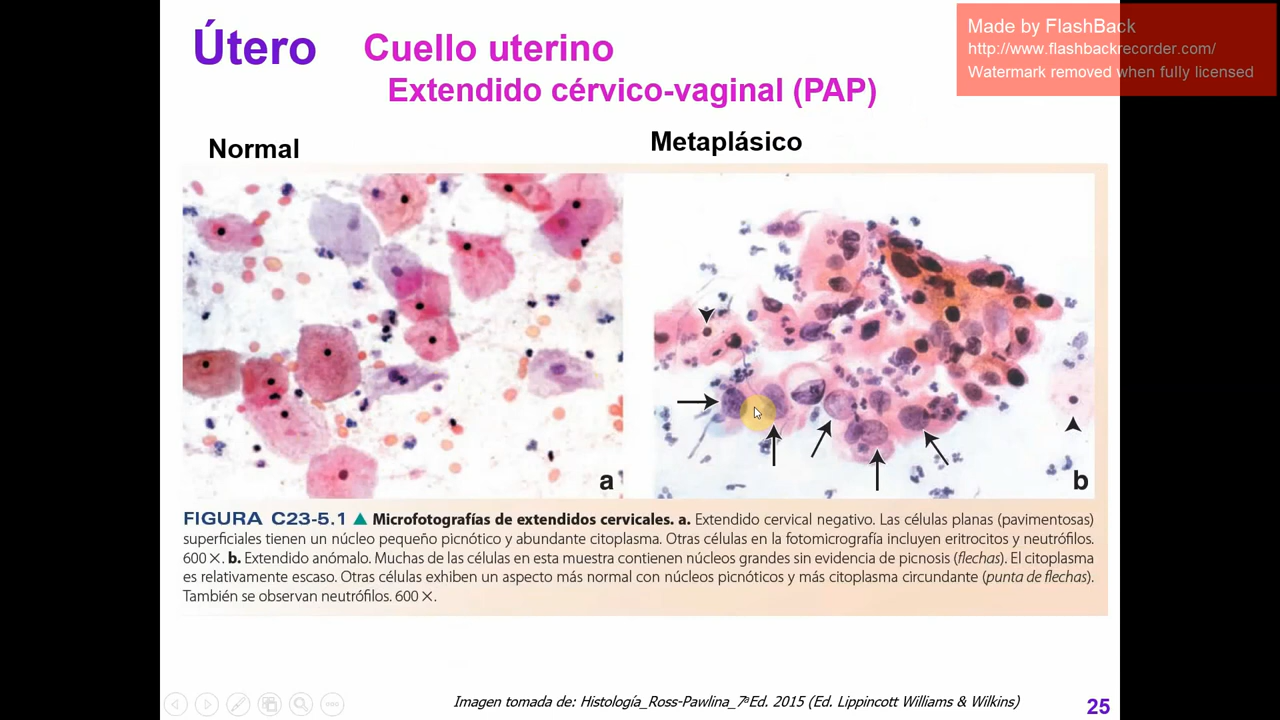 Útero Cuello uterino
Extendido cérvico-vaginal (PAP)
Made by FlashBack
http://www.flashbackrecorder.com/
Watermark removed when fully licensed
Normal
Metaplásico
a
b
FIGURA C23-5.1 ▲ Microfotografías de extendidos cervicales. a. Extendido cervical negativo. Las células planas (pavimentosas)
superficiales tienen un núcleo pequeño picnótico y abundante citoplasma. Otras células en la fotomicrografía incluyen eritrocitos y neutrófilos.
600 ×. b. Extendido anómalo. Muchas de las células en esta muestra contienen núcleos grandes sin evidencia de picnosis (flechas). El citoplasma
es relativamente escaso. Otras células exhiben un aspecto más normal con núcleos picnóticos y más citoplasma circundante (punta de flechas).
También se observan neutrófilos. 600 ×.
Imagen tomada de: Histología_Ross-Pawlina_7ªEd. 2015 (Ed. Lippincott Williams & Wilkins)
25